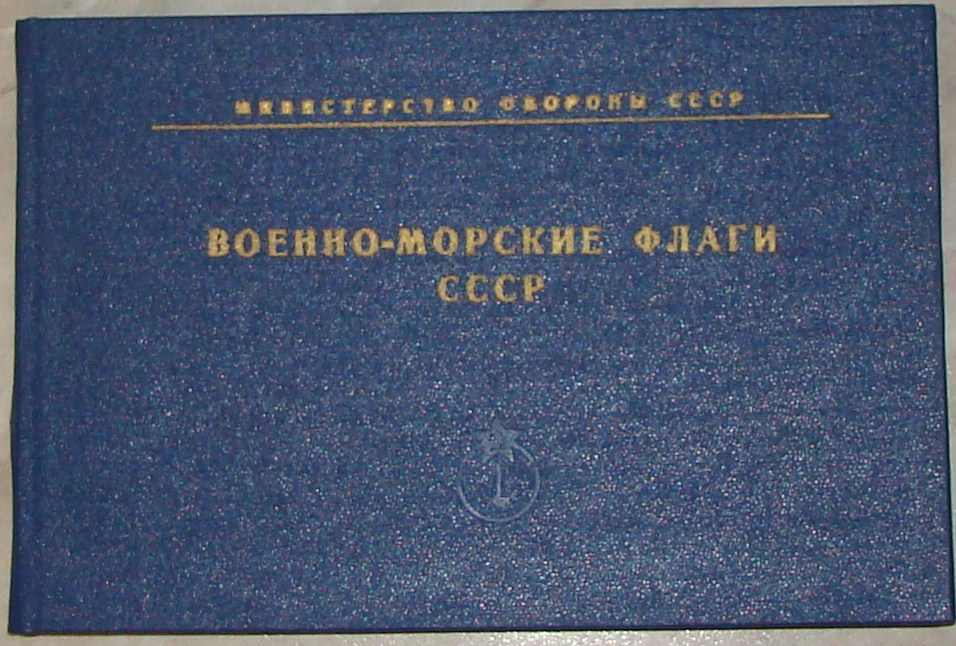 МИНИСТЕРСТВО ОБОРОНЫ СССР
ВОЕННО-МОРСКИЕ ФЛАГИ
СССР